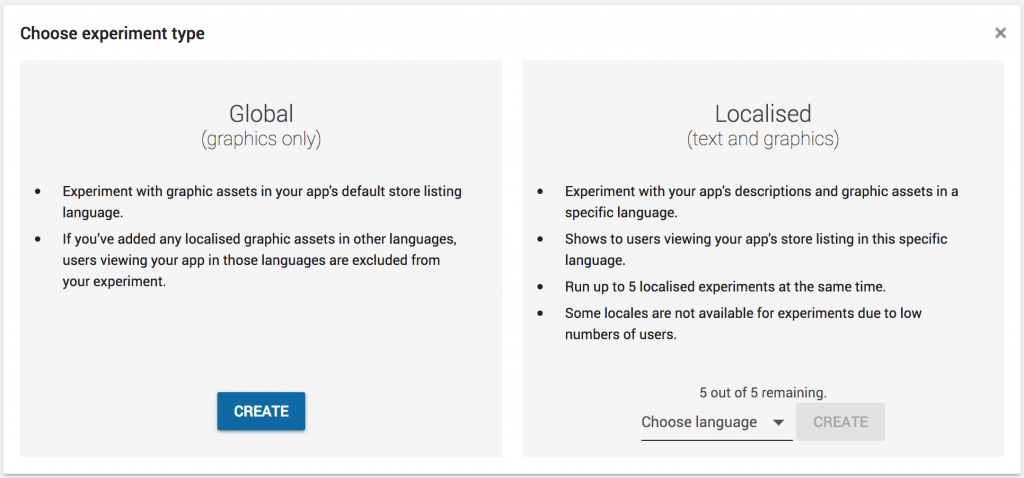 Choose experiment type
Global
(graphics only)
• Experiment with graphic assets in your app's default store listing
language.
• If you've added any localised graphic assets in other languages,
users viewing your app in those languages are excluded from
your experiment.
CREATE
Localised
(text and graphics)
• Experiment with your app's descriptions and graphic assets in a
specific language.
• Shows to users viewing your app's store listing in this specific
language.
• Run up to 5 localised experiments at the same time.
• Some locales are not available for experiments due to low
numbers of users.
5 out of 5 remaining.
Choose language
CREATE